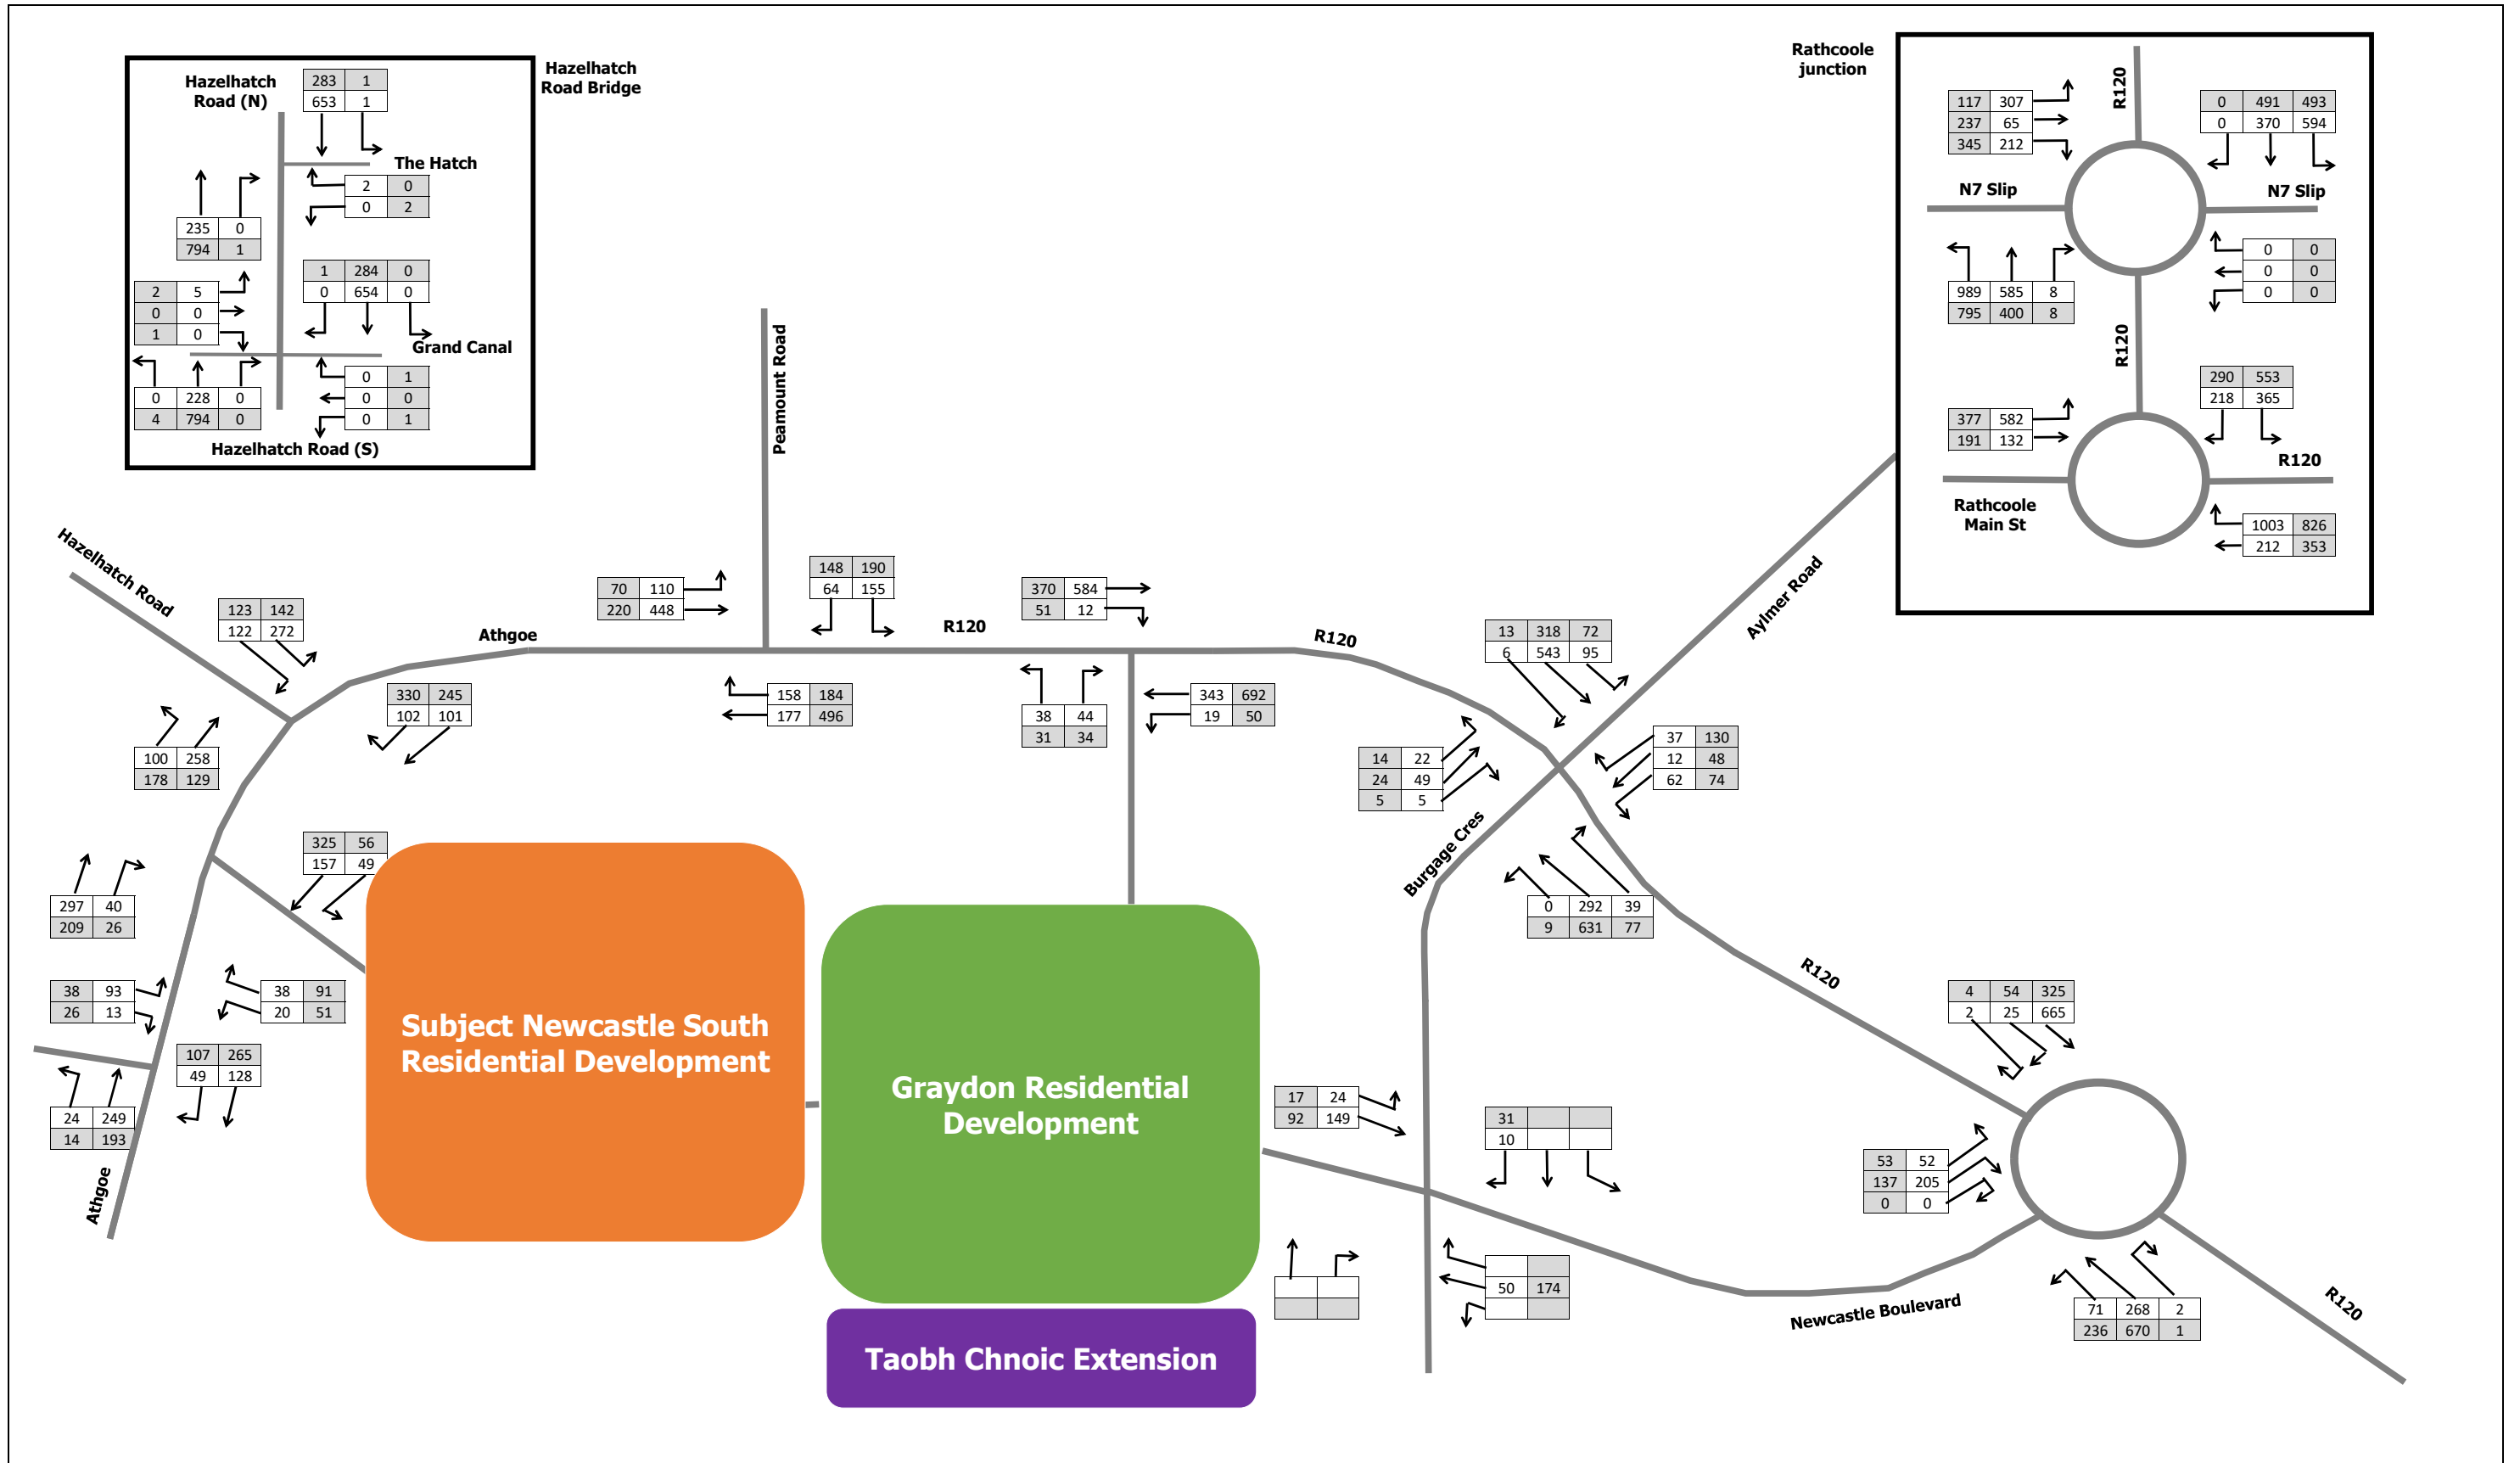 Hazelhatch
Road Bridge
Hazelhatch
Road (N)
283 1
653 1
The Hatch
2 0
0 2
235 0
794 1
1 284 0
0 654 0
2 5
0 0
1 0
Grand Canal
0 1
0 0
0 1
0 228 0
4 794 0
Hazelhatch Road (S)
Rathcoole
junction
R120
117 307
237 65
345 212
0 491 493
0 370 594
N7 Slip
N7 Slip
0 0
0 0
0 0
989 585 8
795 400 8
R120
290 553
218 365
377 582
191 132
R120
Rathcoole
Main St
1003 826
212 353
Peamount Road
Hazelhatch Road
123 142
122 272
Athgoe
70 110
220 448
148 190
64 155
R120
370 584
51 12
R120
13 318 72
6 543 95
Aylmer Road
330 245
102 101
158 184
177 496
38 44
31 34
343 692
19 50
100 258
178 129
14 22
24 49
5 5
37 130
12 48
62 74
Burgage Cres
0 292 39
9 631 77
325 56
157 49
297 40
209 26
38 93
26 13
38 91
20 51
107 265
49 128
24 249
14 193
Athgoe
Subject Newcastle South
Residential Development
Graydon Residential
Development
Taobh Chnoic Extension
R120
4 54 325
2 25 665
17 24
92 149
31
10
53 52
137 205
0 0
50 174
Newcastle Boulevard
71 268 2
236 670 1
R120